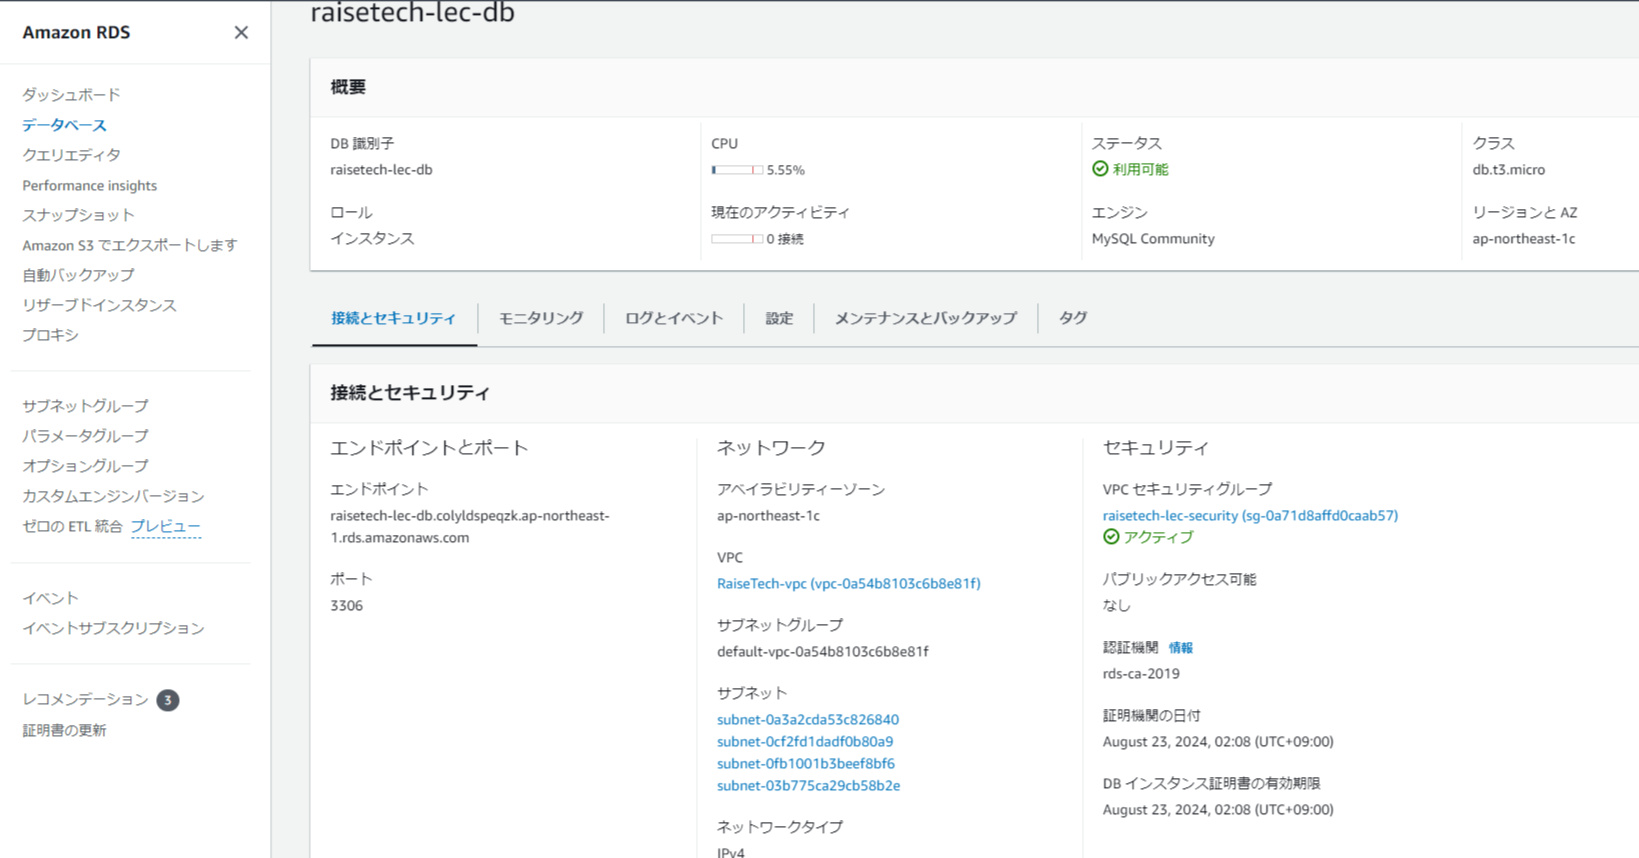 Amazon RDS
ダッシュボード
データベース
クエリエディタ
Performance insights
スナップショット
Amazon S3 でエクスポートします
自動バックアップ
リザーブドインスタンス
プロキシ
サブネットグループ
パラメータグループ
オプショングループ
カスタムエンジンバージョン
ゼロの ETL 統合 プレビュー
イベント
イベントサブスクリプション
レコメンデーション 3
証明書の更新
raisetech-lec-db
概要
DB 識別子
raisetech-lec-db
ロール
インスタンス
CPU
5.55%
現在のアクティビティ
0 接続
ステータス
利用可能
エンジン
MySQL Community
クラス
db.t3.micro
リージョンと AZ
ap-northeast-1c
接続とセキュリティ
モニタリング
ログとイベント
設定
メンテナンスとバックアップ
タグ
接続とセキュリティ
エンドポイントとポート
エンドポイント
raisetech-lec-db.colyldspeqzk.ap-northeast-
1.rds.amazonaws.com
ポート
3306
ネットワーク
アベイラビリティーゾーン
ap-northeast-1c
VPC
RaiseTech-vpc (vpc-0a54b8103c6b8e81f)
サブネットグループ
default-vpc-0a54b8103c6b8e81f
サブネット
subnet-0a3a2cda53c826840
subnet-0cf2fd1dadf0b80a9
subnet-0fb1001b3beef8bf6
subnet-03b775ca29cb58b2e
ネットワークタイプ
IPv4
セキュリティ
VPC セキュリティグループ
raisetech-lec-security (sg-0a71d8affd0caab57)
アクティブ
パブリックアクセス可能
なし
認証機関 情報
rds-ca-2019
証明機関の日付
August 23, 2024, 02:08 (UTC+09:00)
DB インスタンス証明書の有効期限
August 23, 2024, 02:08 (UTC+09:00)